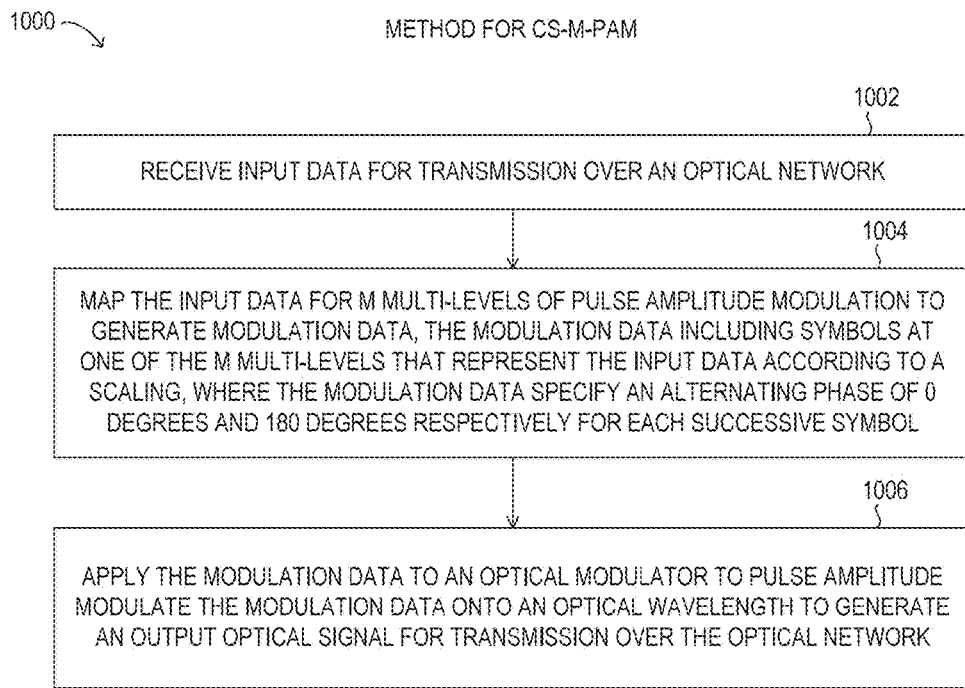 1000
METHOD FOR CS-M-PAM
1002
RECEIVE INPUT DATA FOR TRANSMISSION OVER AN OPTICAL NETWORK
1004
MAP THE INPUT DATA FOR M MULTI-LEVELS OF PULSE AMPLITUDE MODULATION TO
GENERATE MODULATION DATA, THE MODULATION DATA INCLUDING SYMBOLS AT
ONE OF THE M MULTI-LEVELS THAT REPRESENT THE INPUT DATA ACCORDING TO A
SCALING, WHERE THE MODULATION DATA SPECIFY AN ALTERNATING PHASE OF 0
DEGREES AND 180 DEGREES RESPECTIVELY FOR EACH SUCCESSIVE SYMBOL
1006
APPLY THE MODULATION DATA TO AN OPTICAL MODULATOR TO PULSE AMPLITUDE
MODULATE THE MODULATION DATA ONTO AN OPTICAL WAVELENGTH TO GENERATE
AN OUTPUT OPTICAL SIGNAL FOR TRANSMISSION OVER THE OPTICAL NETWORK